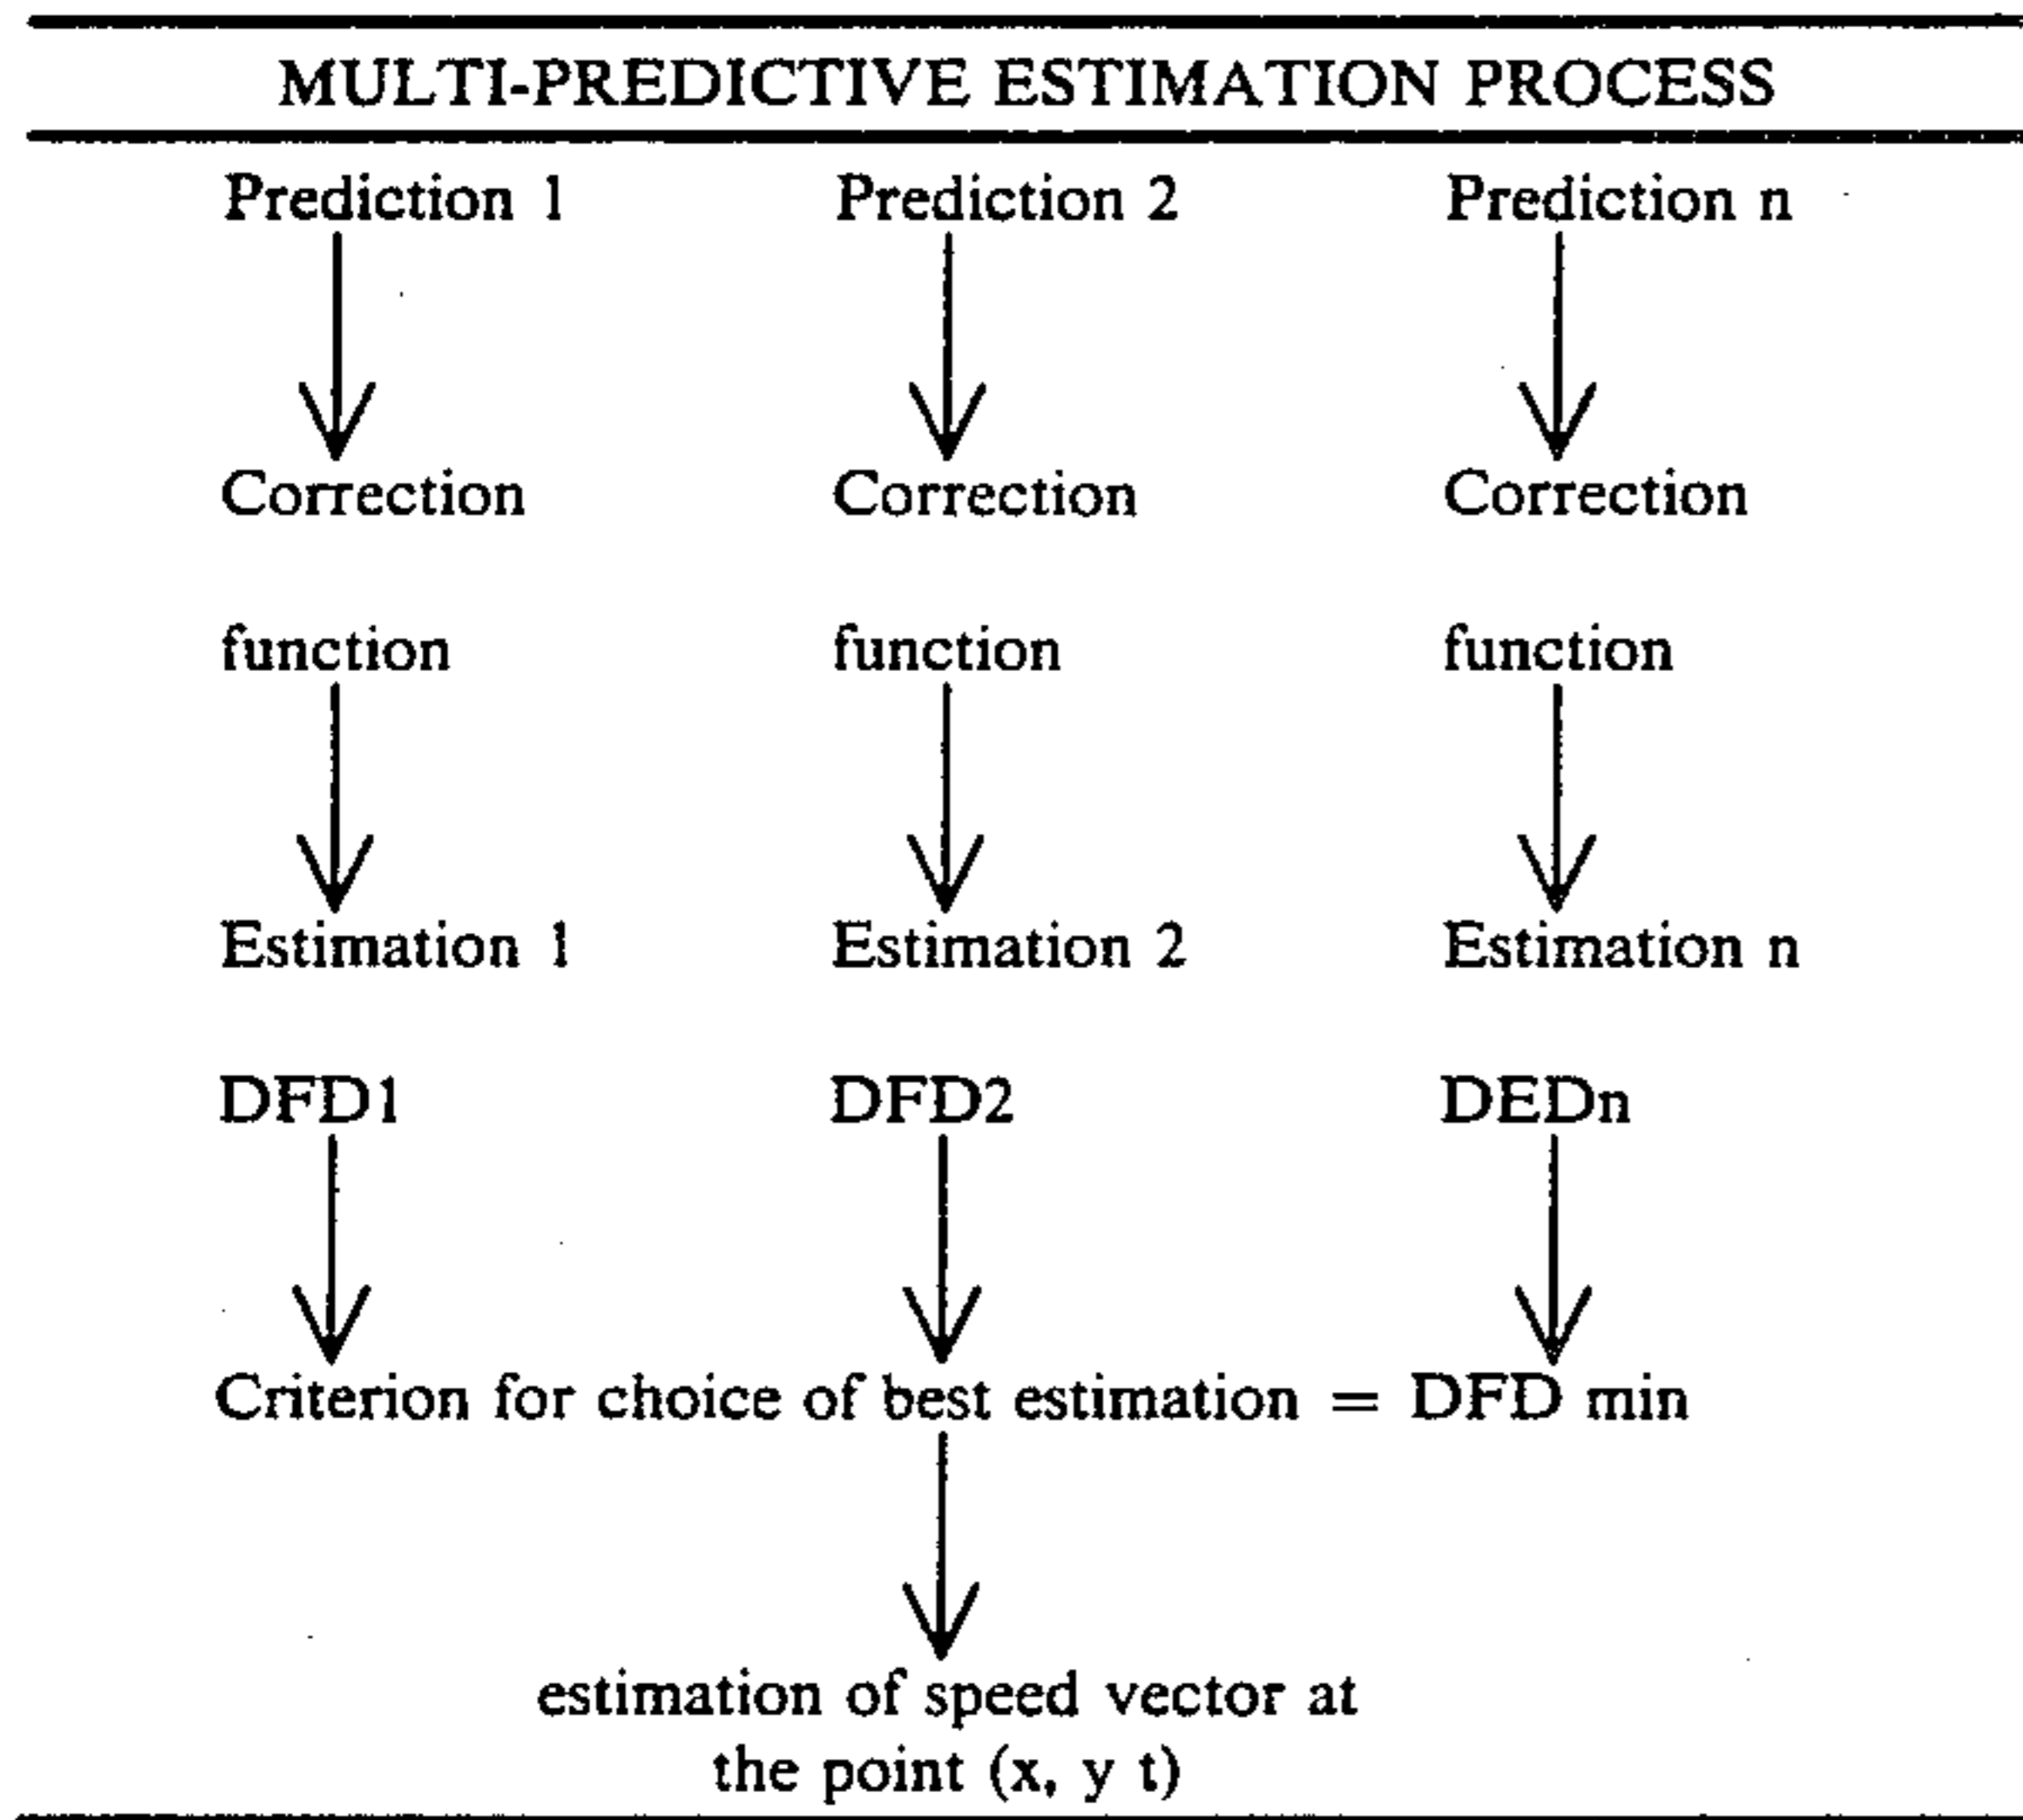 MULTI-PREDICTIVE ESTIMATION PROCESS
Prediction 1 Prediction 2 Prediction n
Correction Correction Correction
function function function
Estimation 1 Estimation 2 Estimation n
DFD1 DFD2 DEDn
Criterion for choice of best estimation = DFD min
estimation of speed vector at
the point (x, y t)